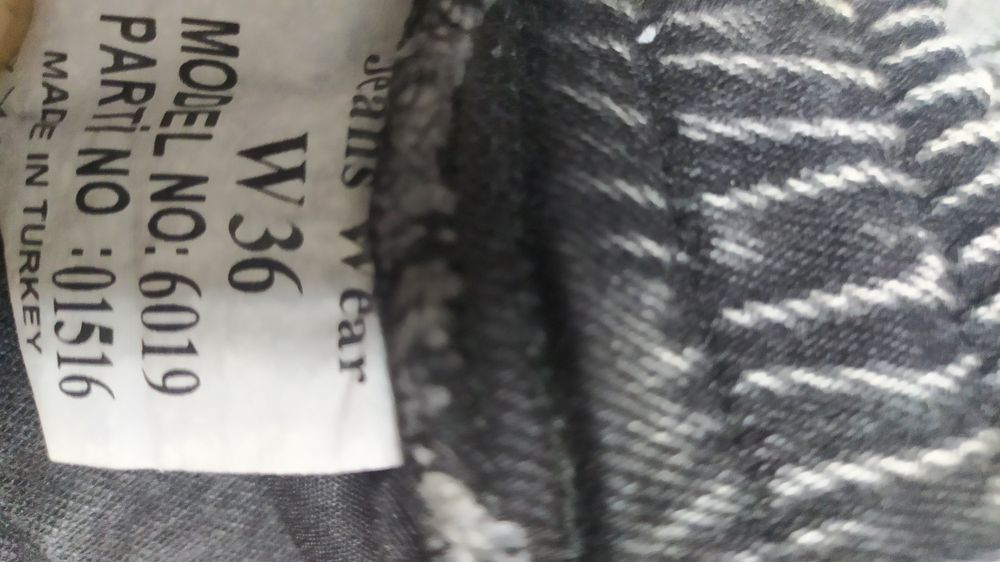 Jeans Wear
W 36
MODEL NO: 6019
PARTİ NO :01516
MADE IN TURKEY